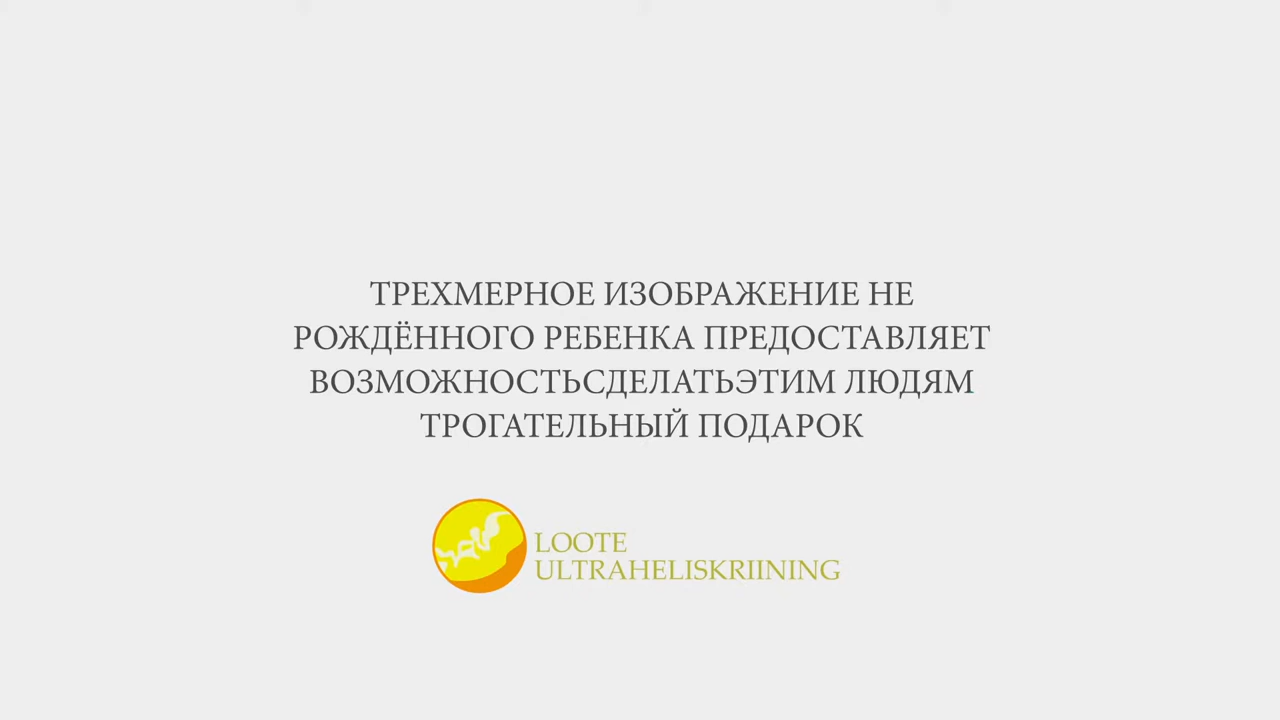 ТРЕХМЕРНОЕ ИЗОБРАЖЕНИЕ НЕ
РОЖДЁННОГО РЕБЕНКА ПРЕДОСТАВЛЯЕТ
ВОЗМОЖНОСТЬСДЕЛАТЬЭТИМ ЛЮДЯМ
ТРОГАТЕЛЬНЫЙ ПОДАРОК
LOOTE
ULTRAHELISKRIINING